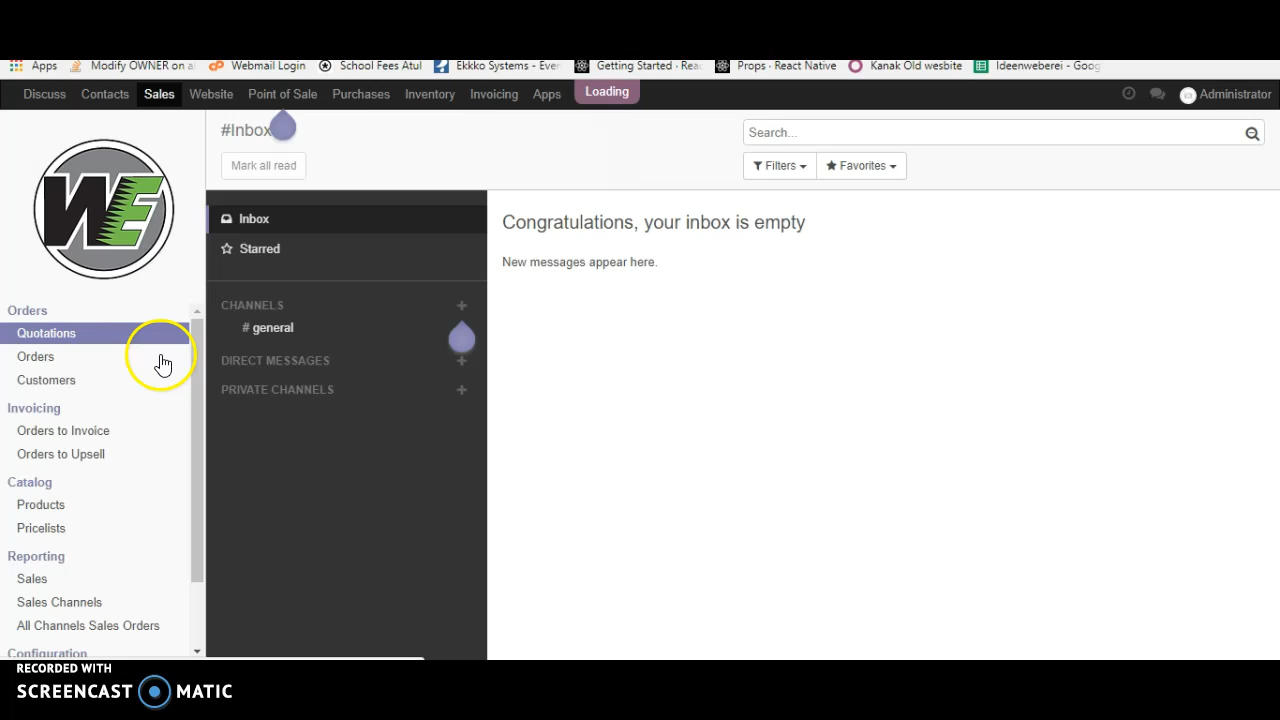 Apps Modify OWNER on a Webmail Login School Fees Atul Ekkko Systems - Ever Getting Started · Rea Props · React Native Kanak Old wesbite Ideenweberei - Goog
Discuss Contacts Sales Website Point of Sale Purchases Inventory Invoicing Apps Loading Administrator
#Inbox
Search...
Mark all read
Filters Favorites
WE
Inbox
Starred
Congratulations, your inbox is empty
New messages appear here.
CHANNELS +
# general
DIRECT MESSAGES +
PRIVATE CHANNELS +
Orders
Quotations
Orders
Customers
Invoicing
Orders to Invoice
Orders to Upsell
Catalog
Products
Pricelists
Reporting
Sales
Sales Channels
All Channels Sales Orders
Configuration
RECORDED WITH
SCREENCAST MATIC